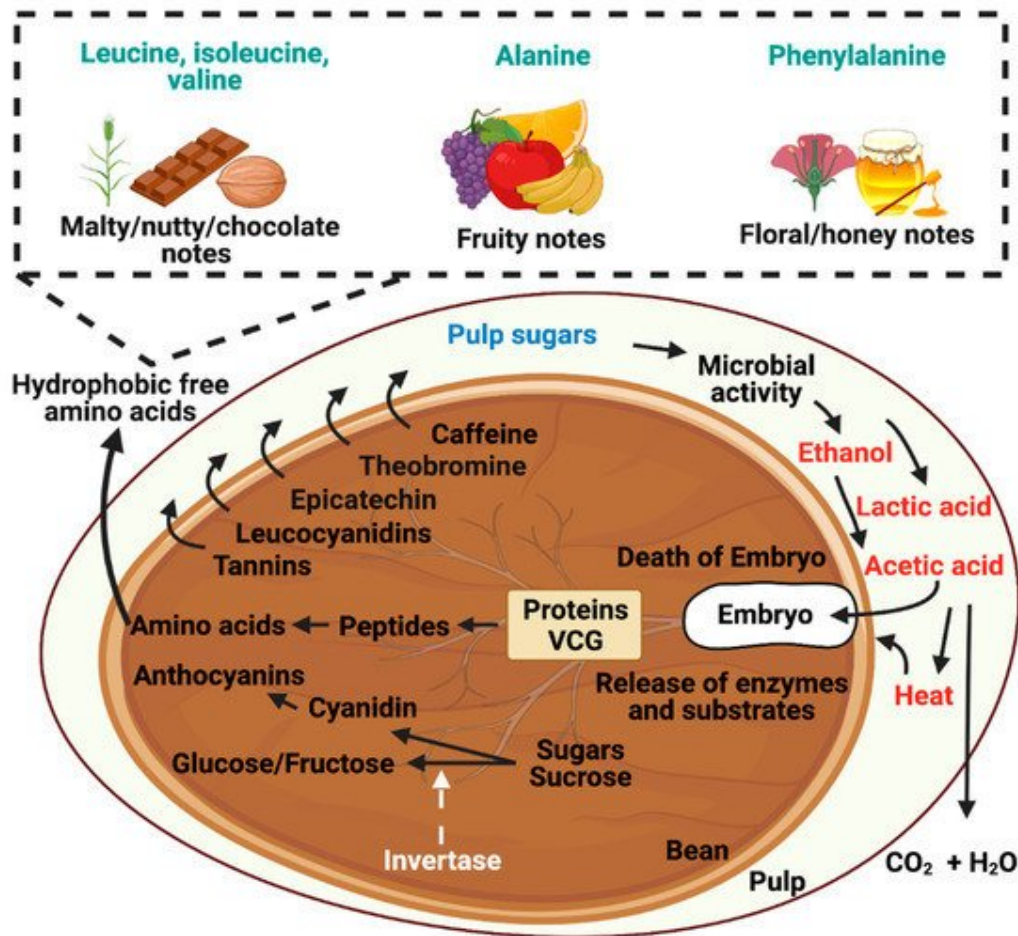 Leucine, isoleucine,
valine
Alanine
Phenylalanine
Malty/nutty/chocolate
notes
Fruity notes
Floral/honey notes
Pulp sugars
Microbial
activity
Hydrophobic free
amino acids
Caffeine
Theobromine
Epicatechin
Leucocyanidins
Tannins
Ethanol
Lactic acid
Acetic acid
Death of Embryo
Embryo
Proteins
VCG
Peptides
Amino acids
Anthocyanins
Cyanidin
Release of enzymes
and substrates
Heat
Glucose/Fructose
Sugars
Sucrose
Invertase
Bean
Pulp
CO₂ + H₂O